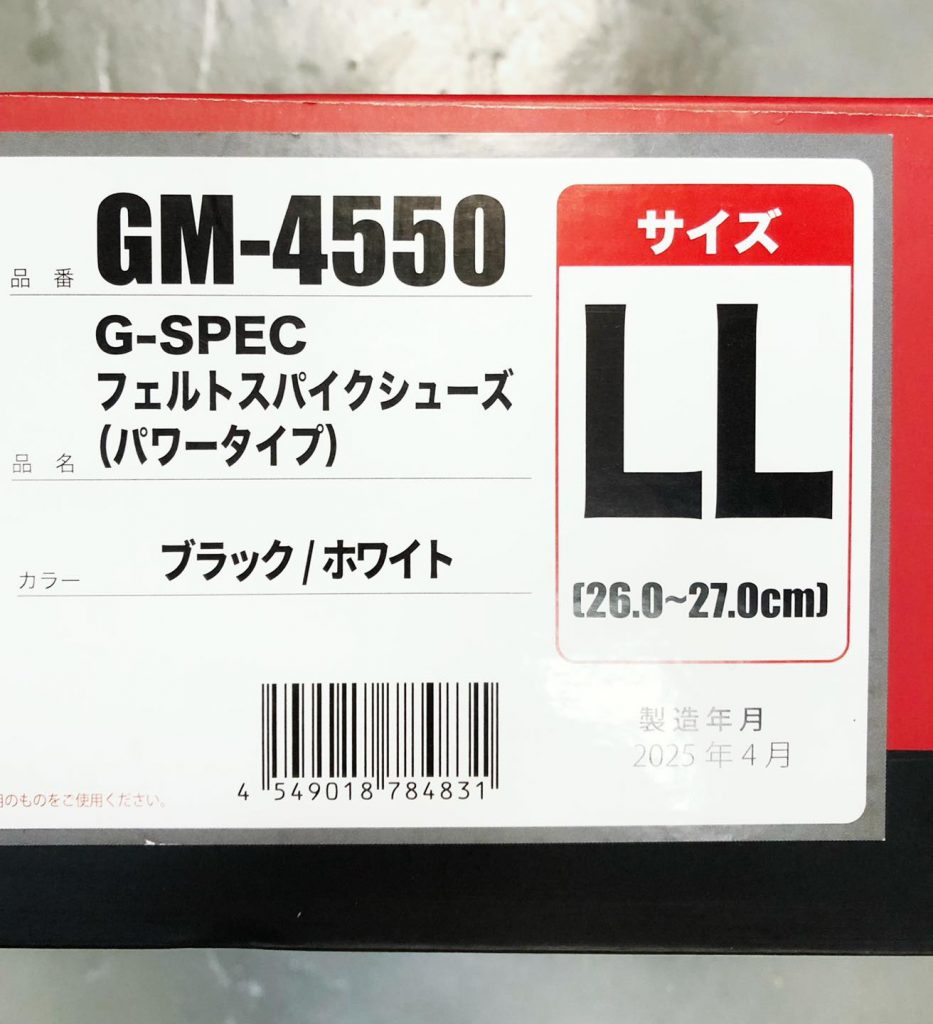 品番 GM-4550
G-SPEC
フェルトスパイクシューズ
品名 (パワータイプ)
カラー ブラック/ホワイト
サイズ
LL
(26.0~27.0cm)
製造年月
2025年4月
4 549018 784831
のものをご使用ください。